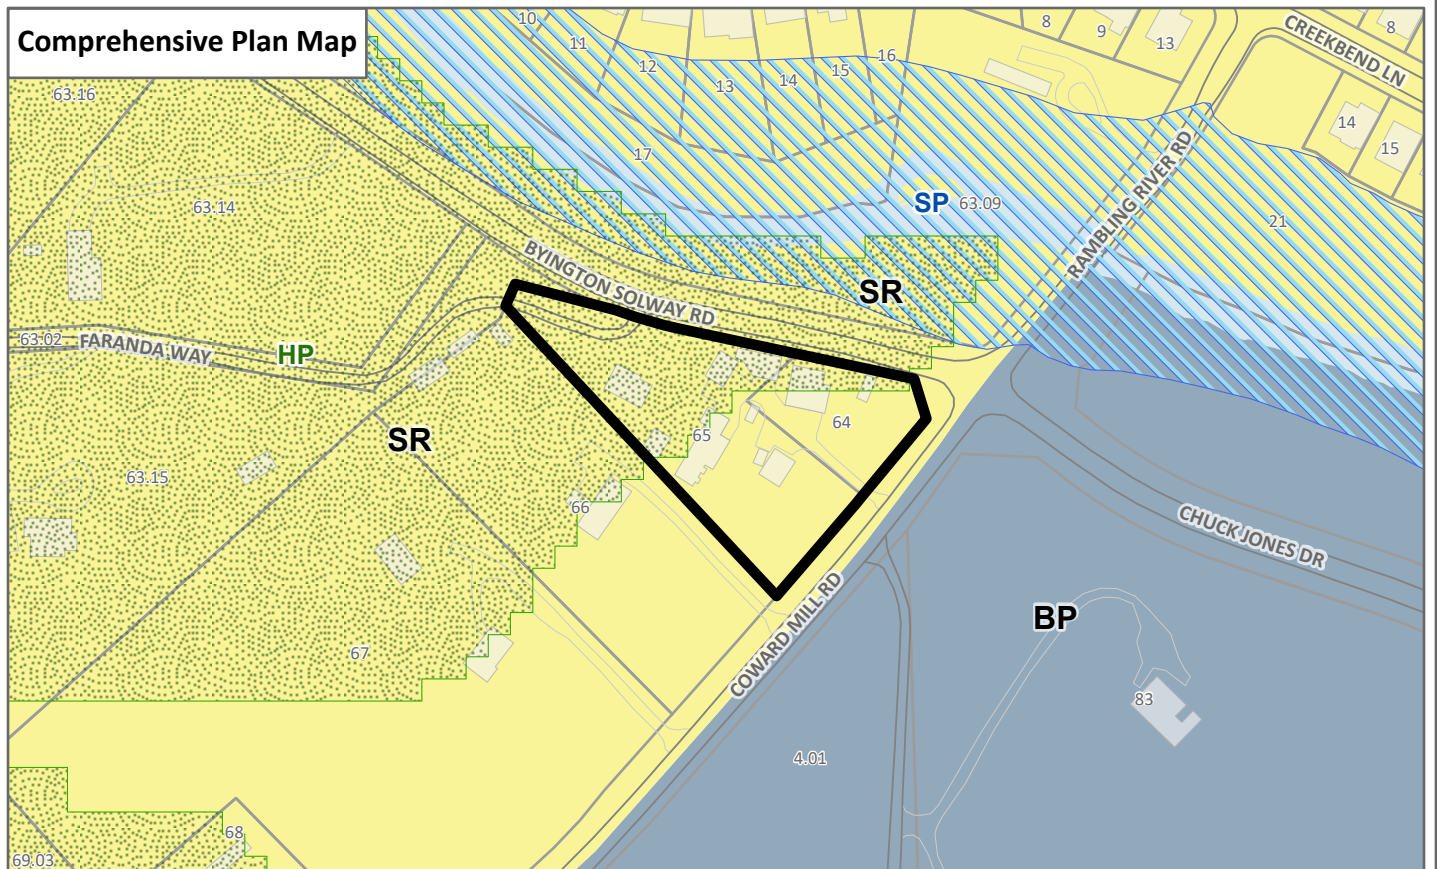 Comprehensive Plan Map
10
11
12
13
14
15
16
17
8
9
13
8
CREEKBEND LN
14
15
63.16
63.14
SP
63.09
21
RAMBLING RIVER RD
BYINGTON SOLWAY RD
SR
63.02
FARANDA WAY
HP
SR
65
64
63.15
66
CHUCK JONES DR
67
COWARD MILL RD
BP
83
4.01
68
69.03